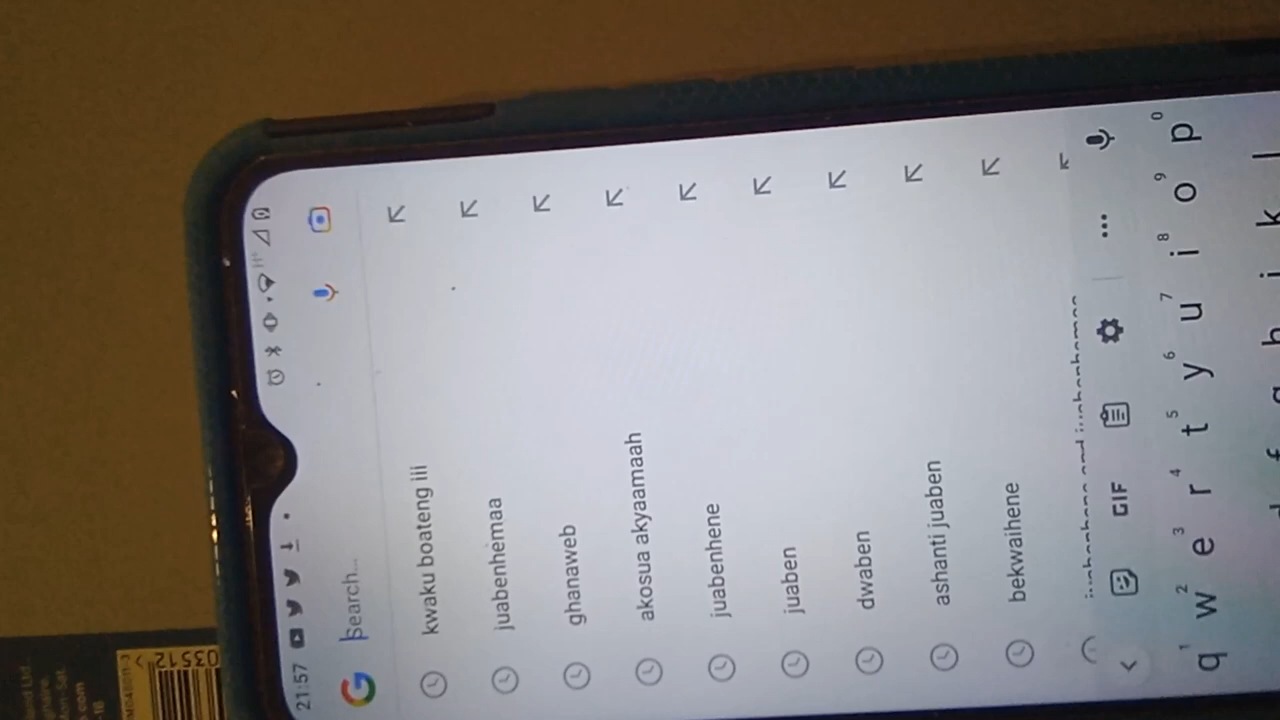 21:57
Search...
kwaku boateng iii
juabenhemaa
ghanaweb
akosua akyaamaah
juabenhene
juaben
dwaben
ashanti juaben
bekwaihene
GIF
1 2 3 4 5 6 7 8 9 0
q w e r t y u i o p
03512